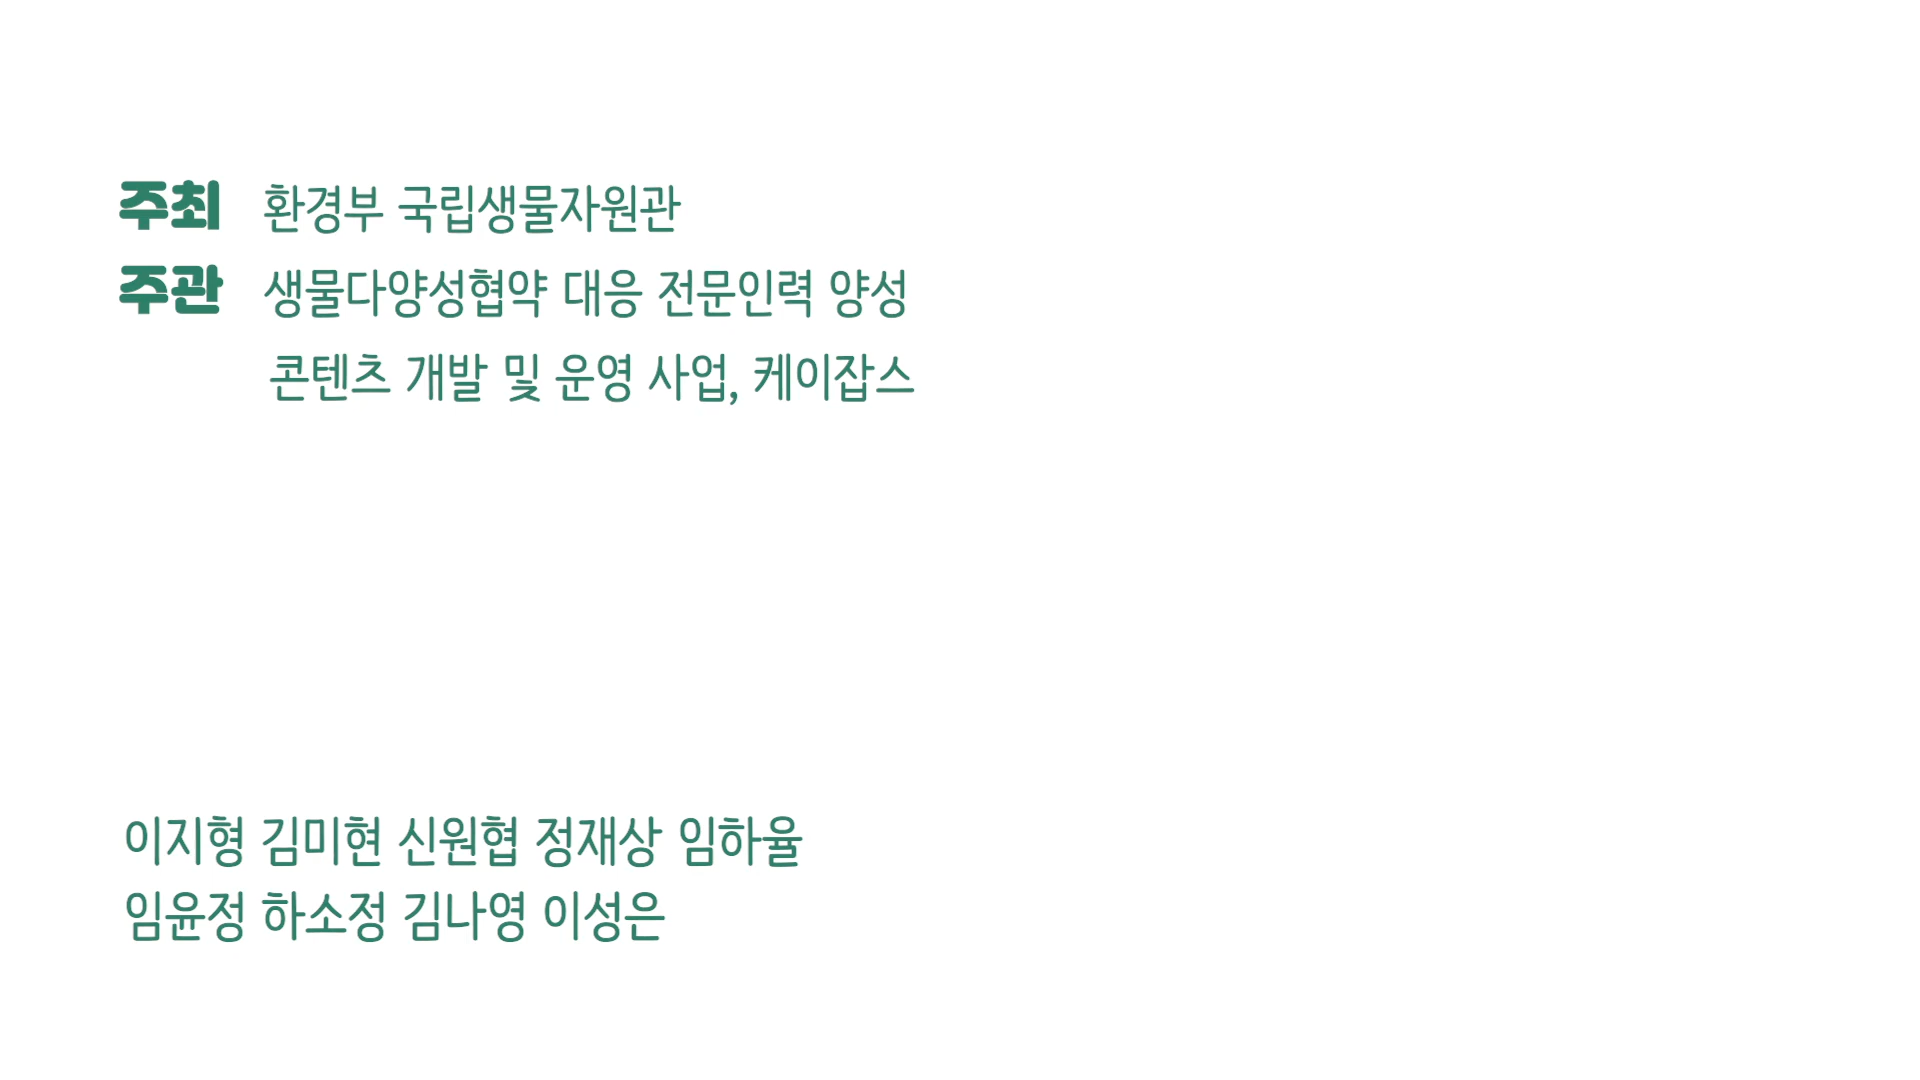 주최 환경부 국립생물자원관
주관 생물다양성협약 대응 전문인력 양성
콘텐츠 개발 및 운영 사업, 케이잡스
이지형 김미현 신원협 정재상 임하율
임윤정 하소정 김나영 이성은